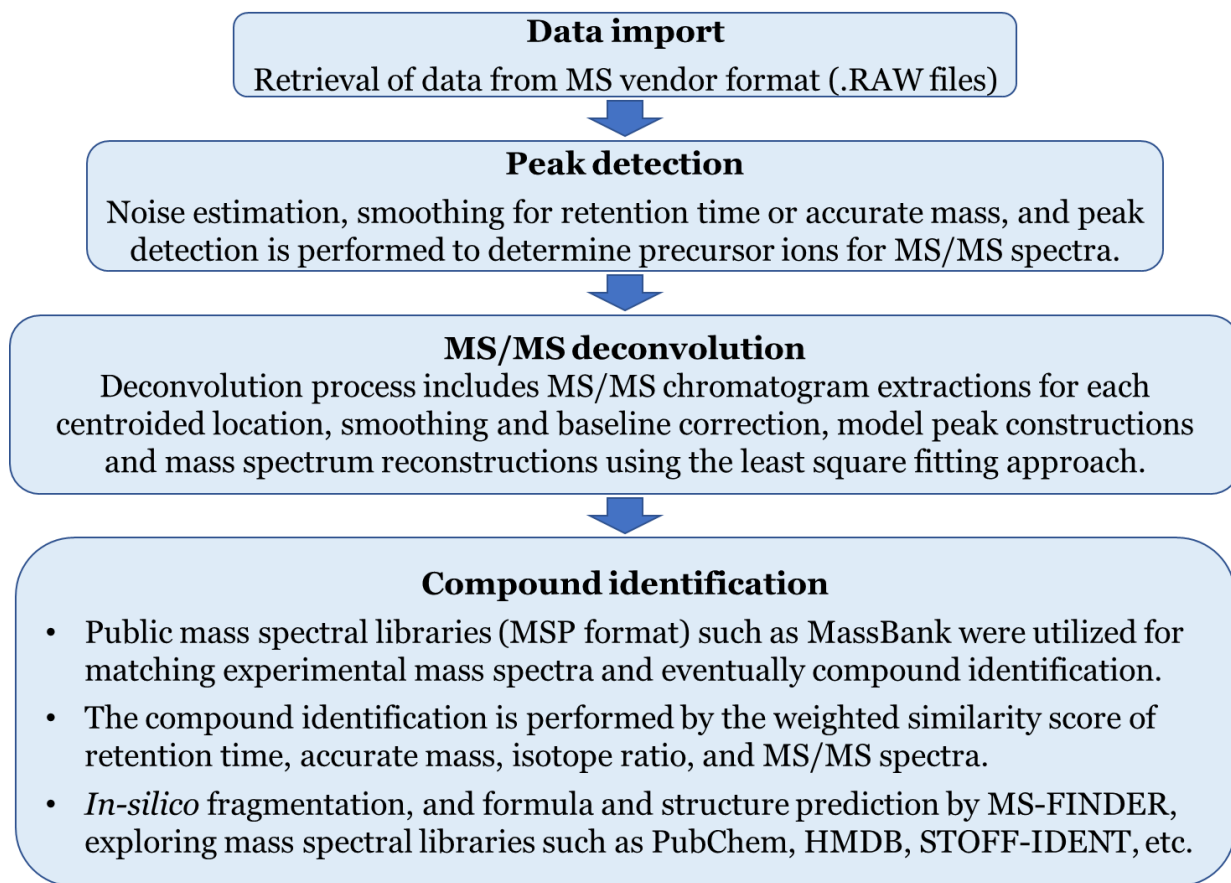 Data import
Retrieval of data from MS vendor format (.RAW files)
Peak detection
Noise estimation, smoothing for retention time or accurate mass, and peak
detection is performed to determine precursor ions for MS/MS spectra.
MS/MS deconvolution
Deconvolution process includes MS/MS chromatogram extractions for each
centroided location, smoothing and baseline correction, model peak constructions
and mass spectrum reconstructions using the least square fitting approach.
Compound identification
• Public mass spectral libraries (MSP format) such as MassBank were utilized for
matching experimental mass spectra and eventually compound identification.
• The compound identification is performed by the weighted similarity score of
retention time, accurate mass, isotope ratio, and MS/MS spectra.
• In-silico fragmentation, and formula and structure prediction by MS-FINDER,
exploring mass spectral libraries such as PubChem, HMDB, STOFF-IDENT, etc.